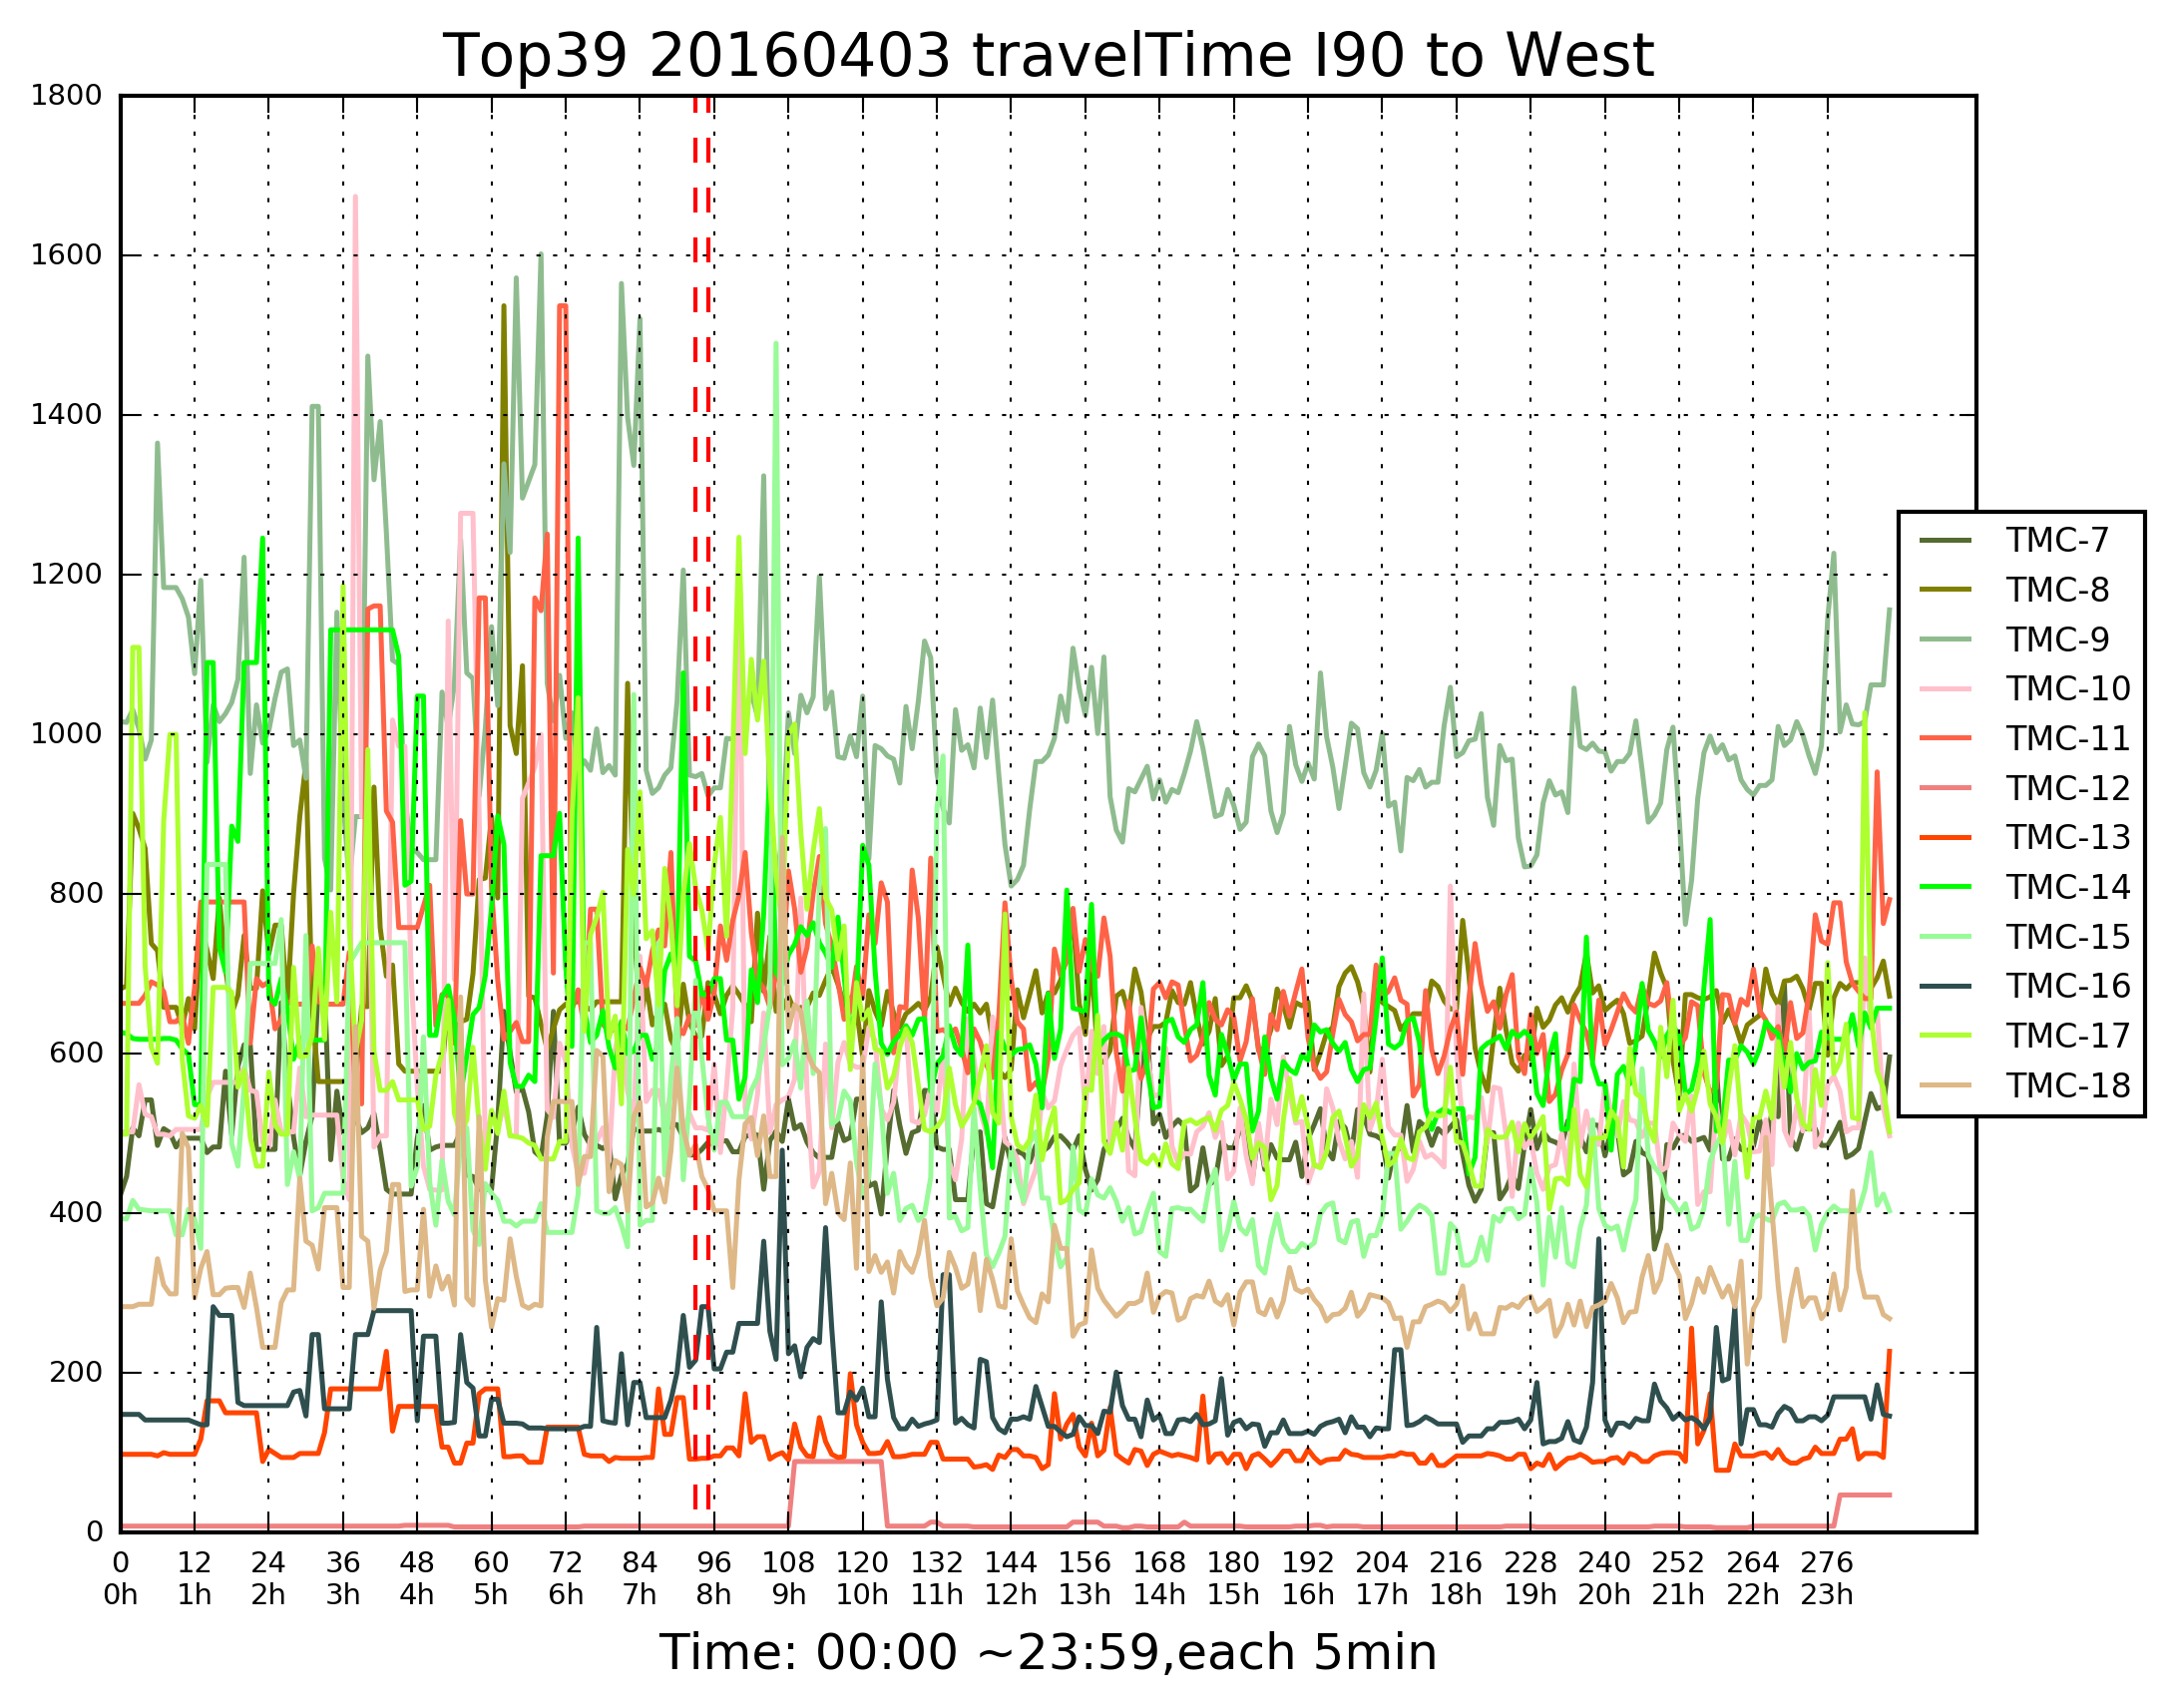 Top39 20160403 travelTime I90 to West
1800
1600
1400
1200
1000
800
600
400
200
0
TMC-7
TMC-8
TMC-9
TMC-10
TMC-11
TMC-12
TMC-13
TMC-14
TMC-15
TMC-16
TMC-17
TMC-18
0 12 24 36 48 60 72 84 96 108 120 132 144 156 168 180 192 204 216 228 240 252 264 276
0h 1h 2h 3h 4h 5h 6h 7h 8h 9h 10h 11h 12h 13h 14h 15h 16h 17h 18h 19h 20h 21h 22h 23h
Time: 00:00 ~23:59,each 5min